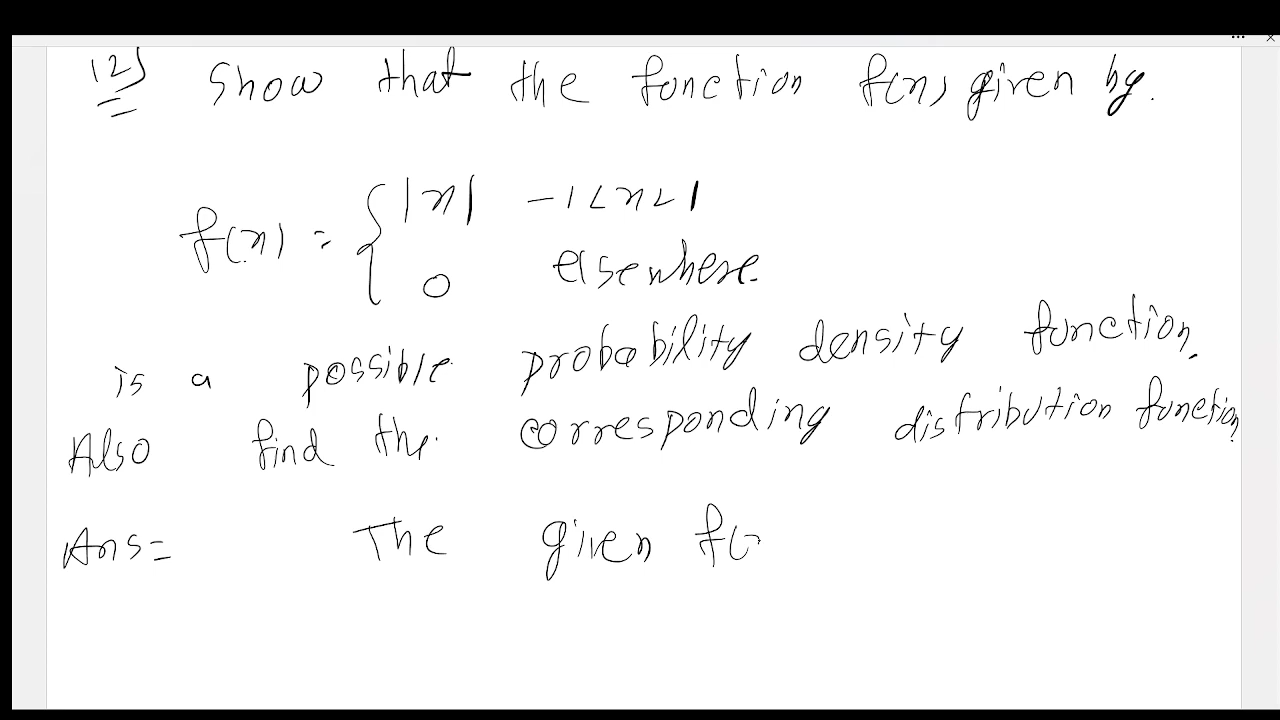 12) Show that the function f(x) given by.
f(x) = { |x| -1<x<1
0 elsewhere.
is a possible probability density function.
Also find the corresponding distribution function.
Ans= The given f(